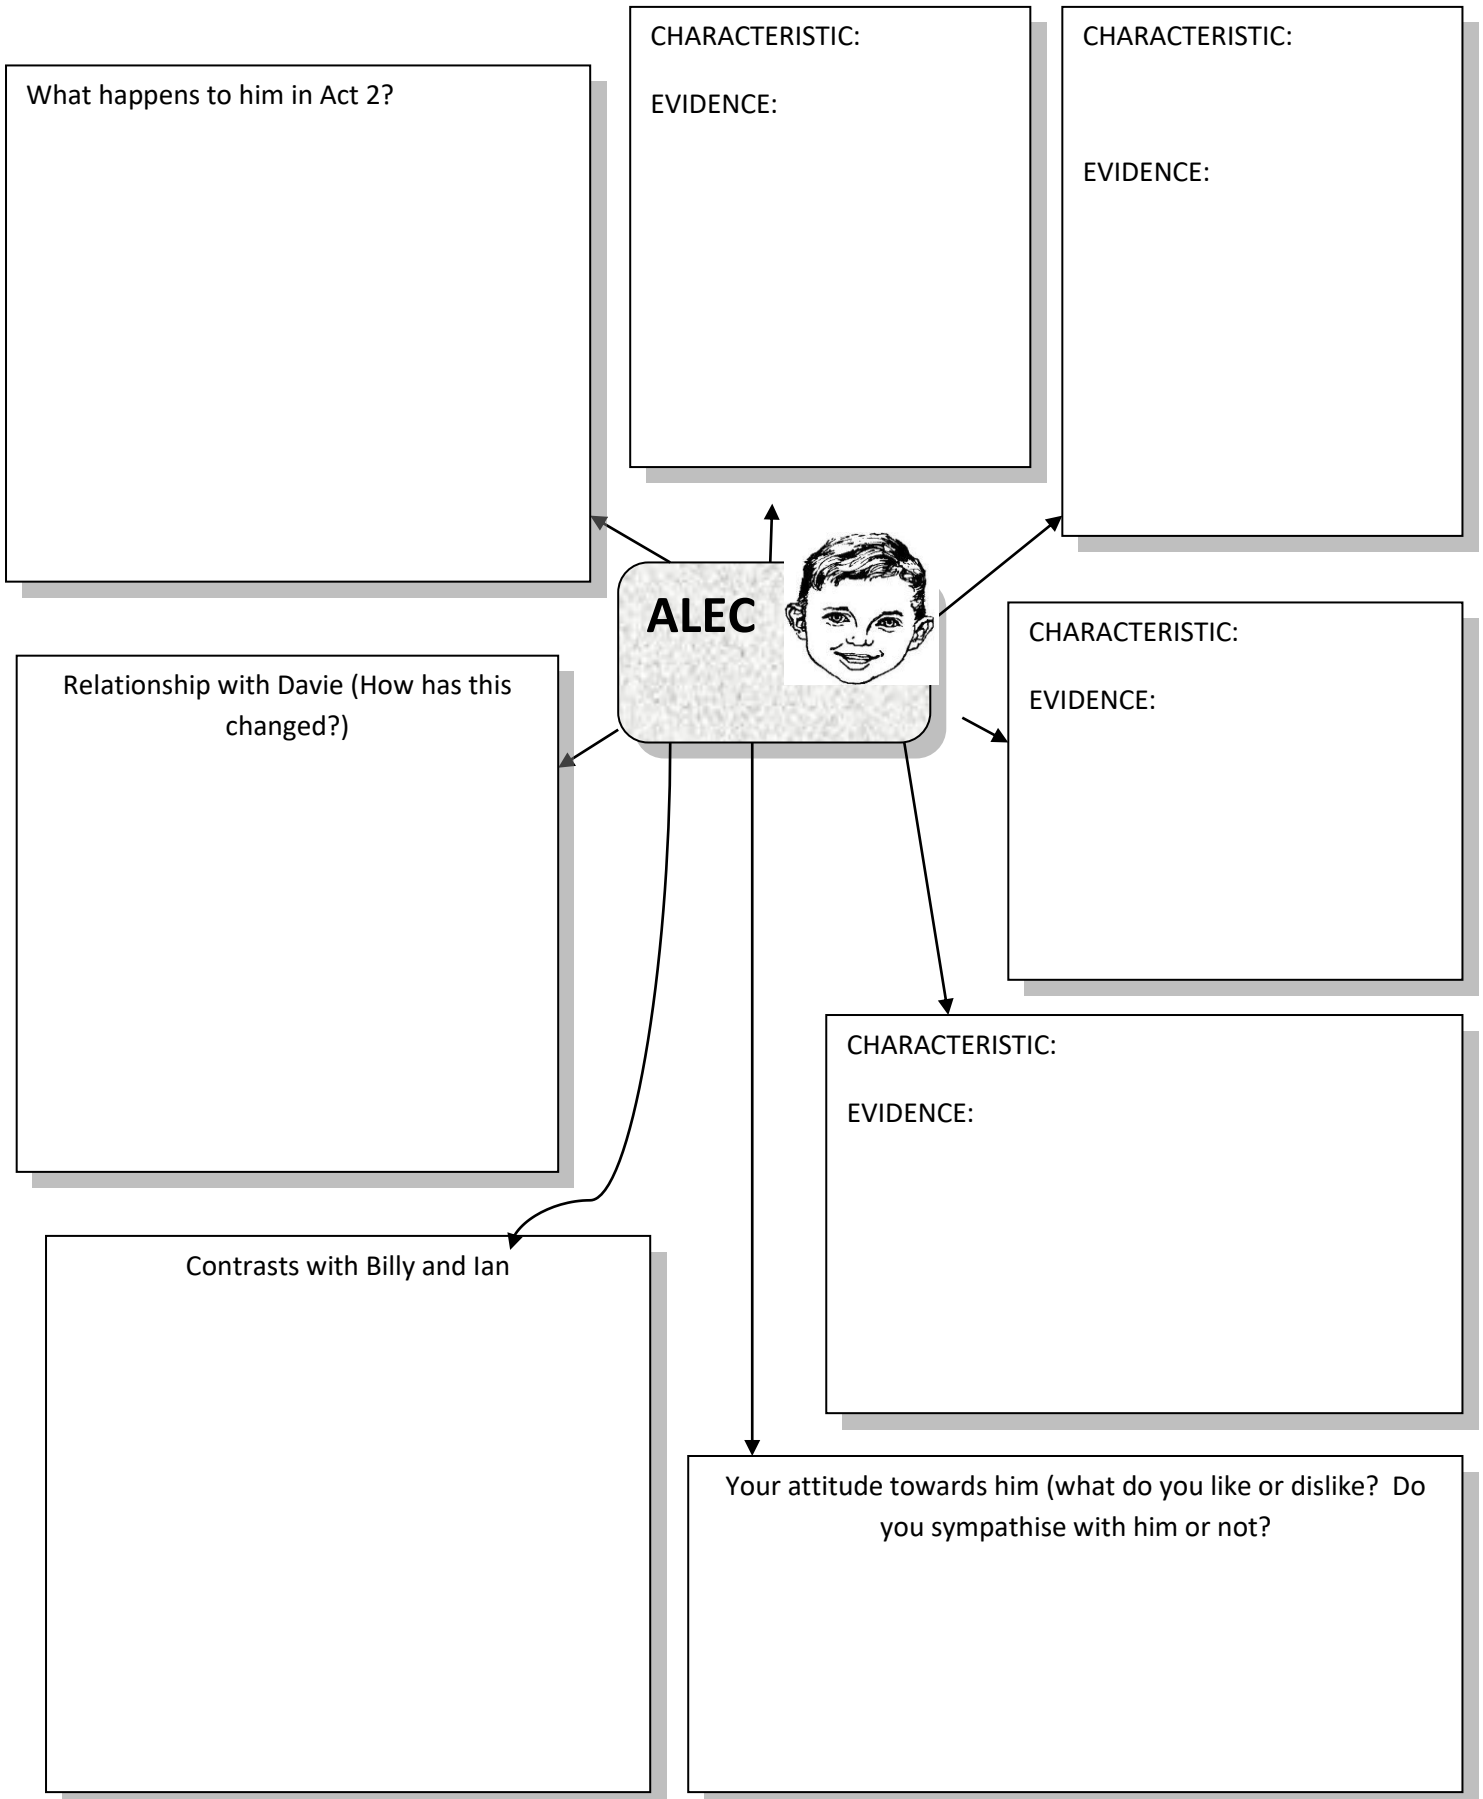 What happens to him in Act 2?
CHARACTERISTIC:
EVIDENCE:
CHARACTERISTIC:
EVIDENCE:
ALEC
Relationship with Davie (How has this
changed?)
CHARACTERISTIC:
EVIDENCE:
CHARACTERISTIC:
EVIDENCE:
Contrasts with Billy and Ian
Your attitude towards him (what do you like or dislike?  Do
you sympathise with him or not?